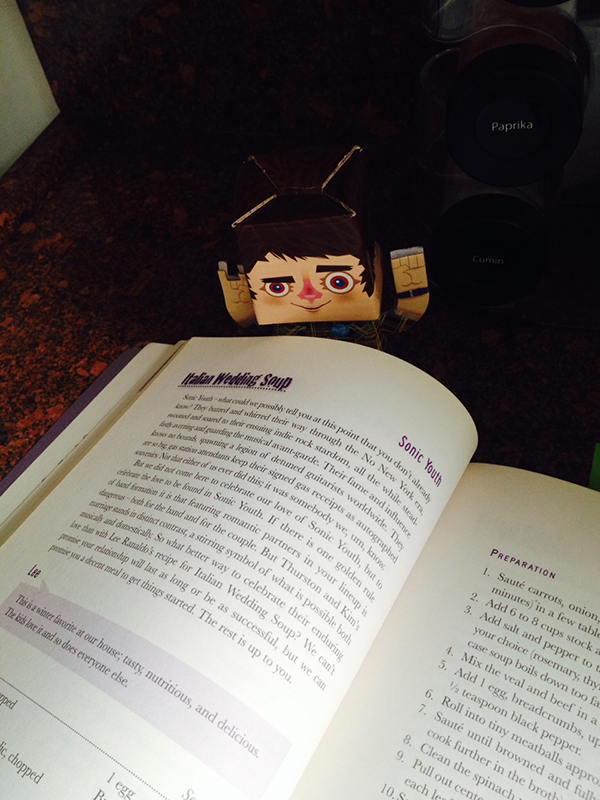 Paprika
Cumin
Italian Wedding Soup
Sonic Youth
Sonic Youth – what could we possibly tell you at this point that you don't already
know? They buzzed and whirred their way through the No New York era,
sweated and soared to their ensuing indie rock stardom, all the while stead-
fastly averting and guarding the musical avant-garde. Their fame and influence
knows no bounds, spawning a legion of detuned guitarists worldwide. They
are so big gas station attendants keep their signed gas receipts as autographed
souvenirs. Not that either of us ever did this; it was somebody we, um, know.
But we did not come here to celebrate our love of Sonic Youth, but to
celebrate the love to be found in Sonic Youth. If there is one golden rule
of band formation it is that featuring romantic partners in your lineup is
dangerous – both for the band and for the couple. But Thurston and Kim's
marriage stands in distinct contrast, a stirring symbol of what is possible both
musically and domestically. So what better way to celebrate their enduring
love than with Lee Ranaldo's recipe for Italian Wedding Soup? We can't
promise your relationship will last as long or be as successful, but we can
promise you a decent meal to get things started. The rest is up to you.
Lee
This is a winter favorite at our house; tasty, nutritious, and delicious.
The kids love it and so does everyone else.
chopped
1 egg
Preparation
1. Sauté carrots, onion,
minutes) in a few table
2. Add 6 to 8 cups stock a
3. Add salt and pepper to t
your choice (rosemary, thy
case soup boils down too fa
4. Mix the veal and beef in a
5. Add 1 egg, breadcrumbs, up
½ teaspoon black pepper.
6. Roll into tiny meatballs appro
7. Sauté until browned and fully
cook further in the broth
8. Clean the spinach
9. Pull out cente
each le
10. S